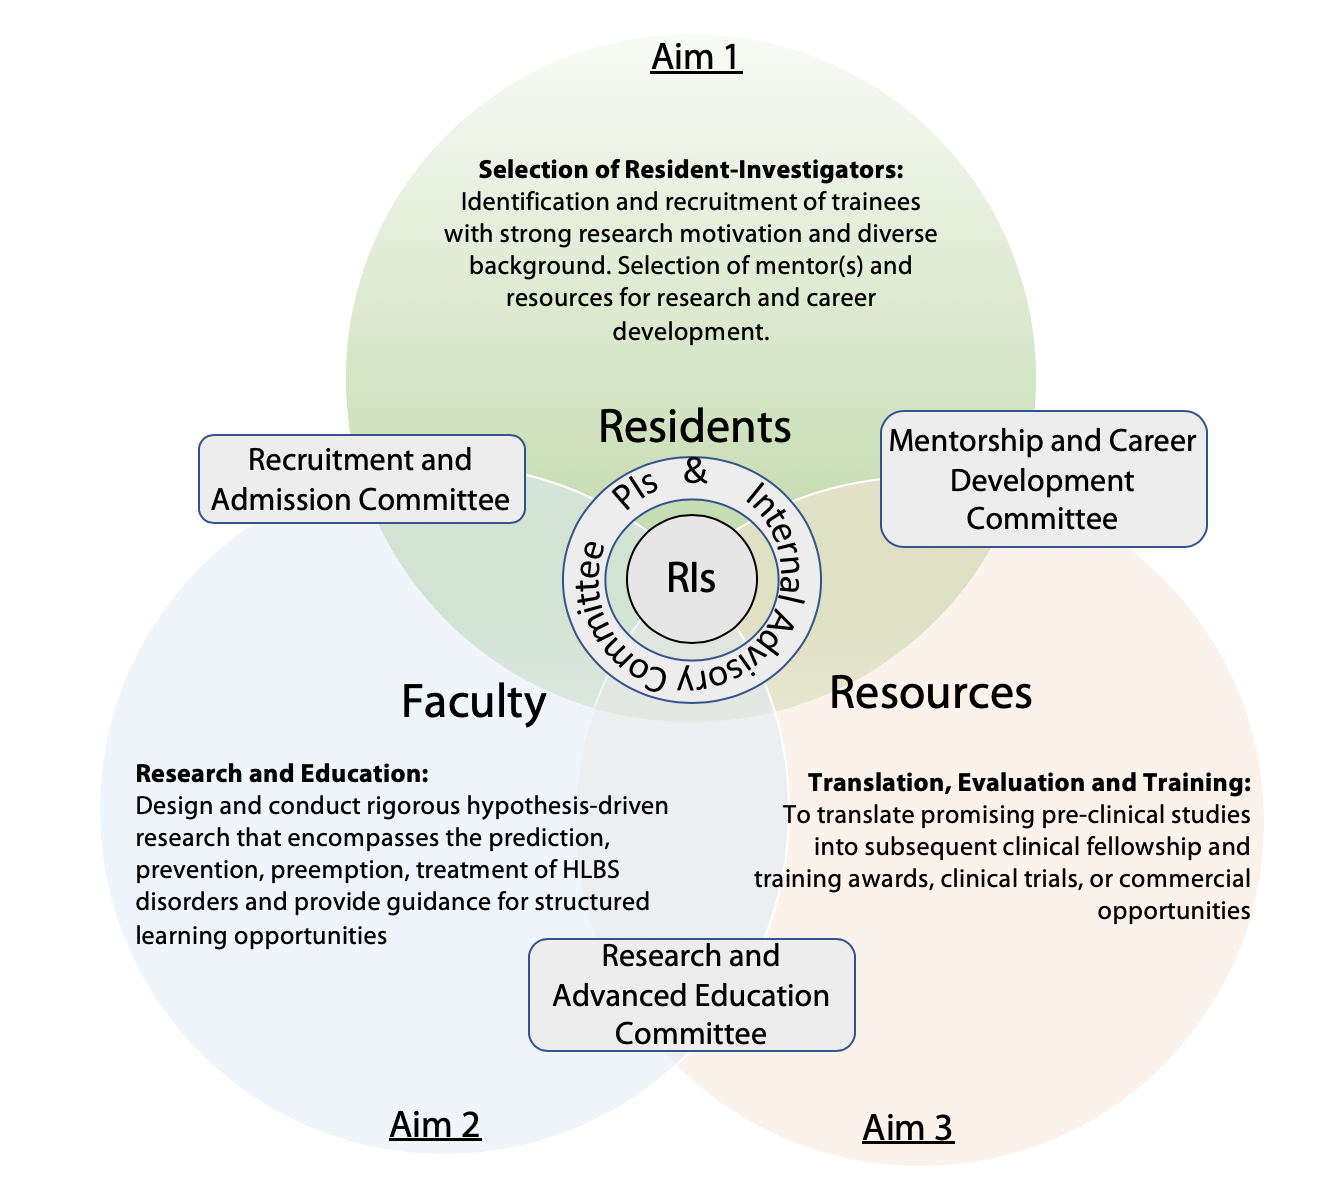 Aim 1
Selection of Resident-Investigators:
Identification and recruitment of trainees
with strong research motivation and diverse
background. Selection of mentor(s) and
resources for research and career
development.
Residents
Recruitment and
Admission Committee
Mentorship and Career
Development
Committee
PIs & Internal Advisory Committee
RIs
Faculty
Research and Education:
Design and conduct rigorous hypothesis-driven
research that encompasses the prediction,
prevention, preemption, treatment of HLBS
disorders and provide guidance for structured
learning opportunities
Resources
Translation, Evaluation and Training:
To translate promising pre-clinical studies
into subsequent clinical fellowship and
training awards, clinical trials, or commercial
opportunities
Research and
Advanced Education
Committee
Aim 2
Aim 3